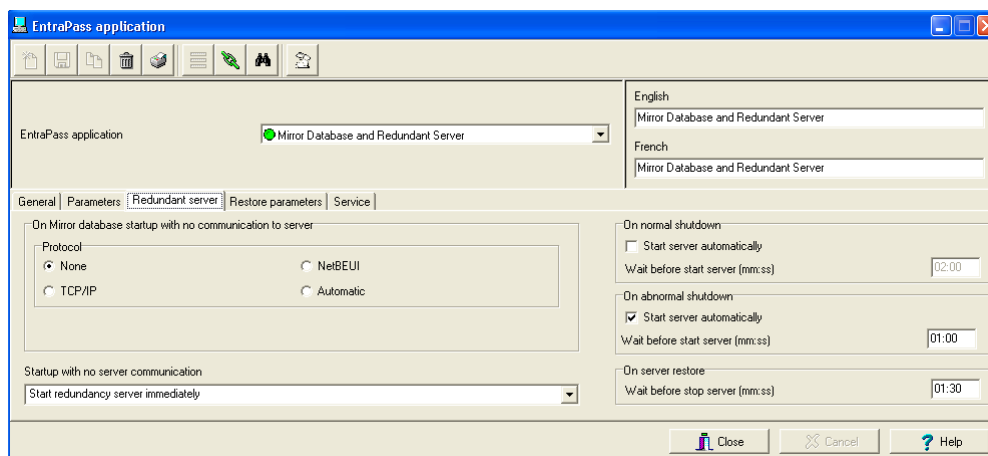 EntraPass application
English
Mirror Database and Redundant Server
EntraPass application
Mirror Database and Redundant Server
French
Mirror Database and Redundant Server
General
Parameters
Redundant server
Restore parameters
Service
On Mirror database startup with no communication to server
Protocol
None
NetBEUI
TCP/IP
Automatic
Startup with no server communication
Start redundancy server immediately
On normal shutdown
Start server automatically
Wait before start server (mm:ss)
02:00
On abnormal shutdown
Start server automatically
Wait before start server (mm:ss)
01:00
On server restore
Wait before stop server (mm:ss)
01:30
Close
Cancel
Help